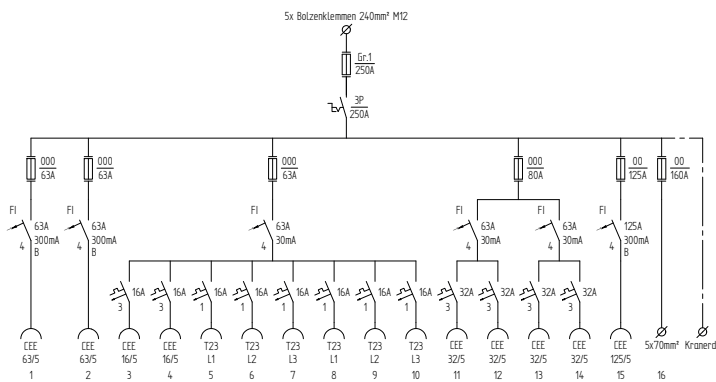 5x Bolzenklemmen 240mm² M12
Gr.1
250A
3P
250A
000
63A
000
63A
000
63A
000
80A
00
125A
00
160A
FI
63A
300mA
4
B
FI
63A
300mA
4
B
FI
63A
30mA
4
FI
63A
30mA
4
FI
63A
30mA
4
FI
125A
300mA
4
B
16A
3
16A
3
16A
1
16A
1
16A
1
16A
1
16A
1
16A
1
32A
3
32A
3
32A
3
32A
3
CEE CEE CEE CEE T23 T23 T23 T23 T23 T23 CEE CEE CEE CEE CEE 5x70mm² Kranerd
63/5 63/5 16/5 16/5 L1 L2 L3 L1 L2 L3 32/5 32/5 32/5 32/5 125/5
1 2 3 4 5 6 7 8 9 10 11 12 13 14 15 16